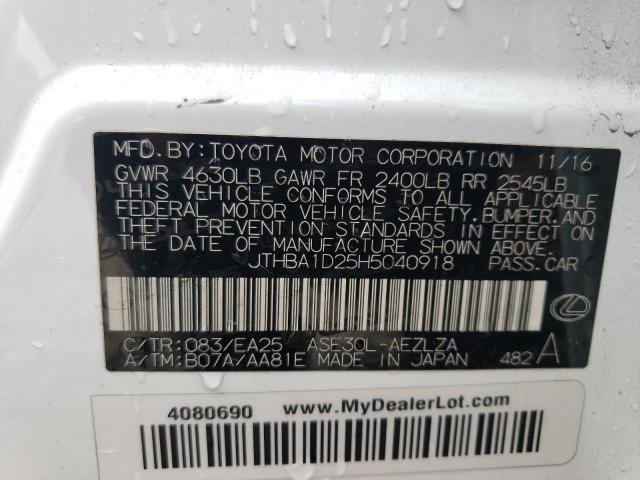 MFD.BY:TOYOTA MOTOR CORPORATION 11/16
GVWR 4630LB GAWR FR 2400LB RR 2545LB
THIS VEHICLE CONFORMS TO ALL APPLICABLE
FEDERAL MOTOR VEHICLE SAFETY,BUMPER,AND
THEFT PREVENTION STANDARDS IN EFFECT ON
THE DATE OF MANUFACTURE SHOWN ABOVE.
JTHBA1D25H5040918 PASS.CAR
C/TR:083/EA25 ASE30L-AEZLZA
A/TM:B07A/AA81E MADE IN JAPAN 482 A
4080690 www.MyDealerLot.com